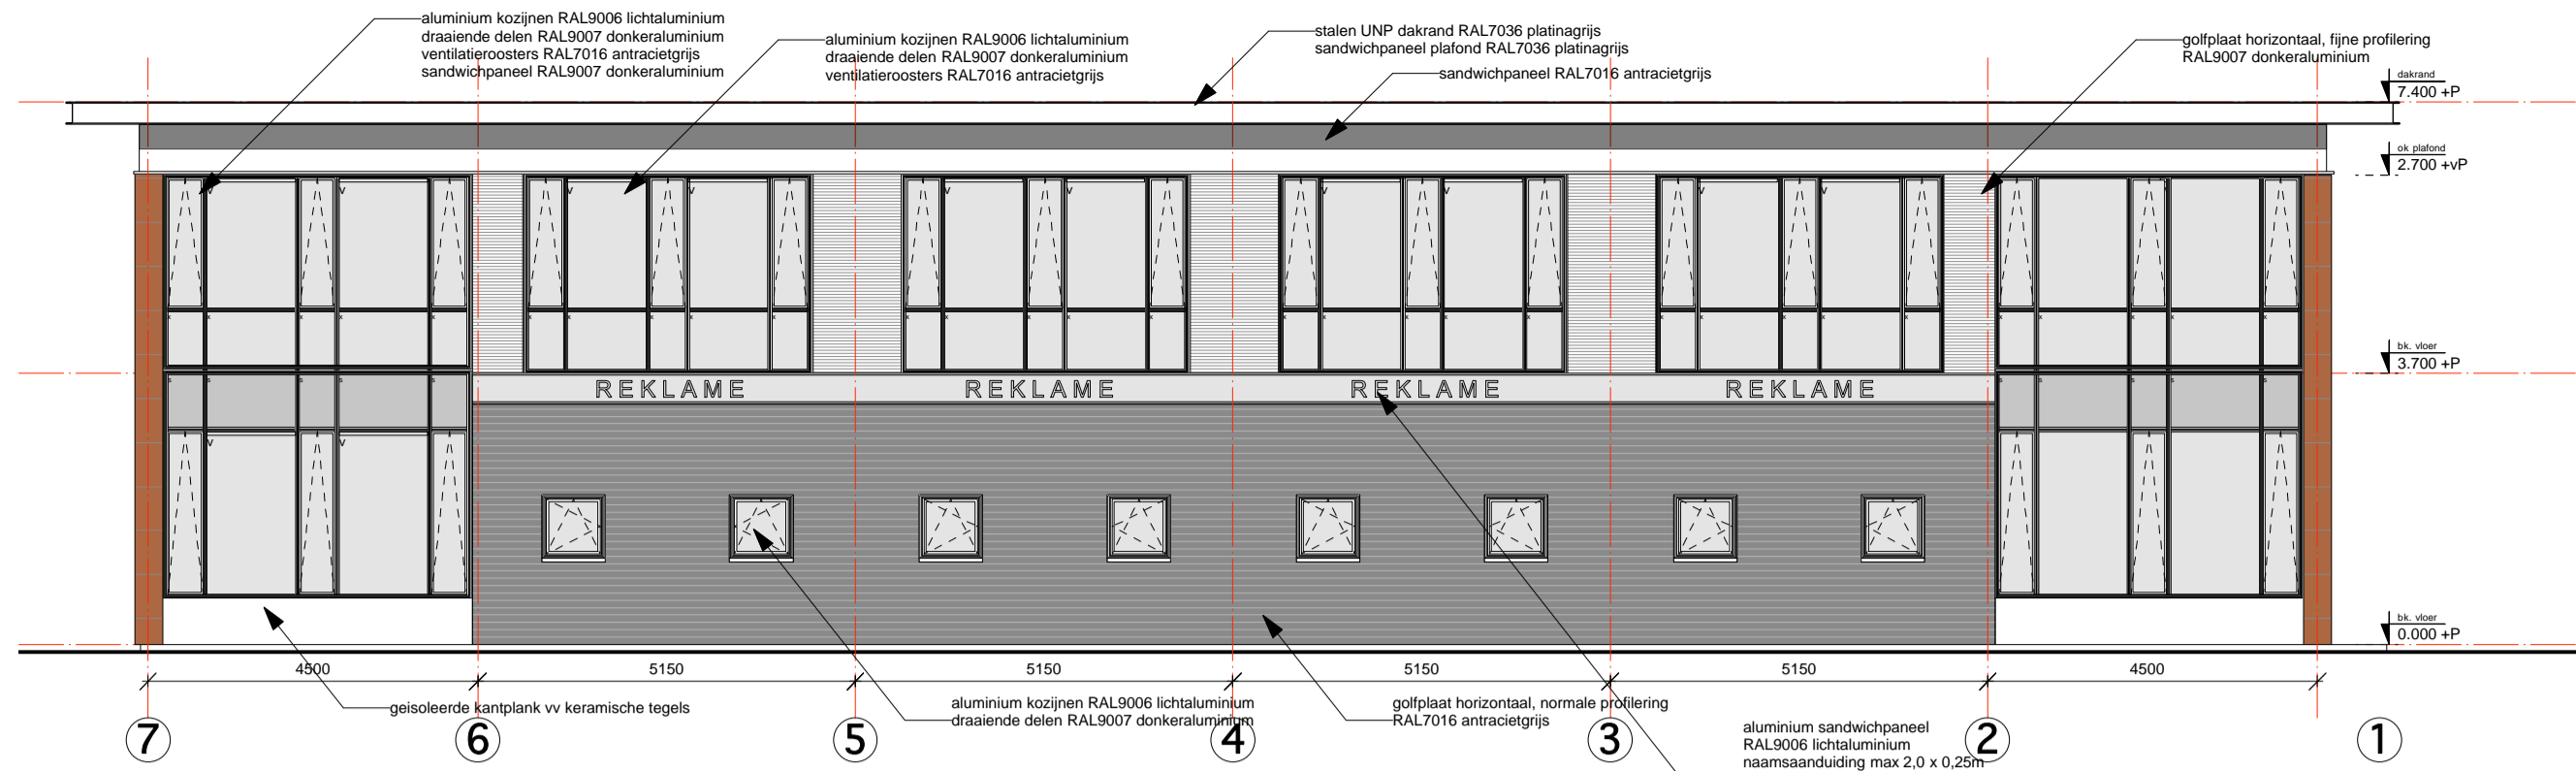 aluminium kozijnen RAL9006 lichtaluminium
draaiende delen RAL9007 donkeraluminium
ventilatieroosters RAL7016 antracietgrijs
sandwichpaneel RAL9007 donkeraluminium
aluminium kozijnen RAL9006 lichtaluminium
draaiende delen RAL9007 donkeraluminium
ventilatieroosters RAL7016 antracietgrijs
stalen UNP dakrand RAL7036 platinagrijs
sandwichpaneel plafond RAL7036 platinagrijs
sandwichpaneel RAL7016 antracietgrijs
golfplaat horizontaal, fijne profilering
RAL9007 donkeraluminium
dakrand
7.400 +P
ok plafond
2.700 +vP
bk. vloer
3.700 +P
REKLAME
REKLAME
REKLAME
REKLAME
bk. vloer
0.000 +P
4500
5150
5150
5150
5150
4500
geisoleerde kantplank vv keramische tegels
aluminium kozijnen RAL9006 lichtaluminium
draaiende delen RAL9007 donkeraluminium
golfplaat horizontaal, normale profilering
RAL7016 antracietgrijs
aluminium sandwichpaneel
RAL9006 lichtaluminium
naamsaanduiding max 2,0 x 0,25m
7
6
5
4
3
2
1